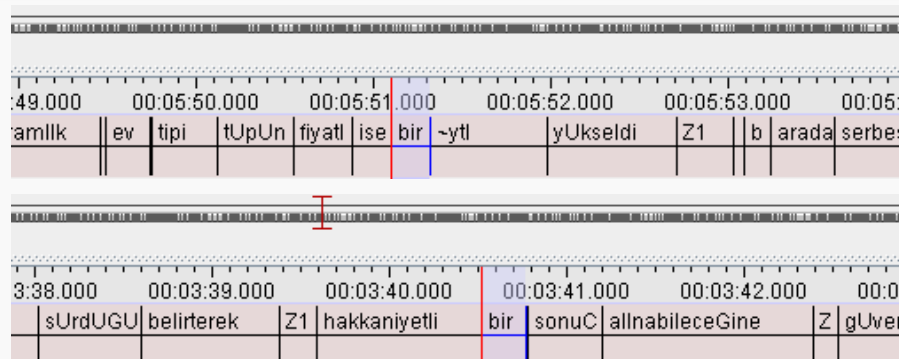 :49.000 00:05:50.000 00:05:51.000 00:05:52.000 00:05:53.000 00:05:
ramIIk ev tipi tUpUn fiyatI ise bir ~ytl yUkseldi Z1 b arada serbes
3:38.000 00:03:39.000 00:03:40.000 00:03:41.000 00:03:42.000 00:0
sUrdUGU belirterek Z1 hakkaniyetli bir sonuC alInabileceGine Z gUver